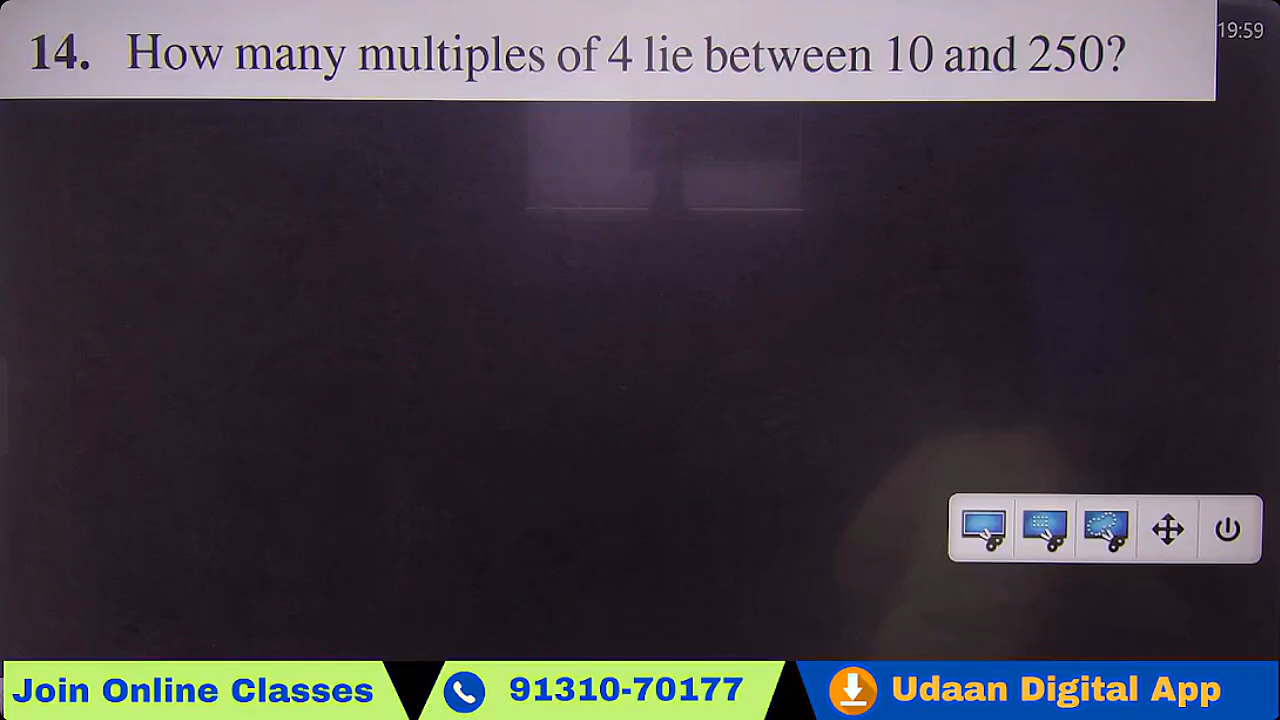 14. How many multiples of 4 lie between 10 and 250?
19:59
Join Online Classes
91310-70177
Udaan Digital App